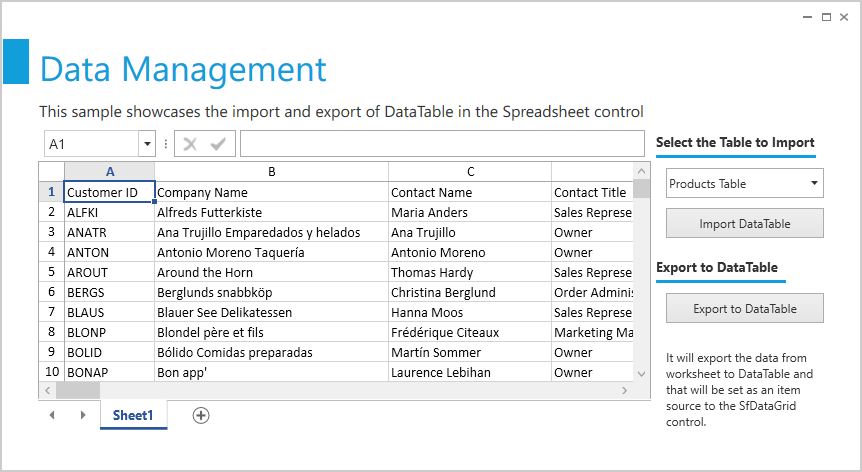 Data Management
This sample showcases the import and export of DataTable in the Spreadsheet control
A1
A B C
1 Customer ID Company Name Contact Name Contact Title
2 ALFKI Alfreds Futterkiste Maria Anders Sales Represe
3 ANATR Ana Trujillo Emparedados y helados Ana Trujillo Owner
4 ANTON Antonio Moreno Taquería Antonio Moreno Owner
5 AROUT Around the Horn Thomas Hardy Sales Represe
6 BERGS Berglunds snabbköp Christina Berglund Order Adminis
7 BLAUS Blauer See Delikatessen Hanna Moos Sales Represe
8 BLONP Blondel père et fils Frédérique Citeaux Marketing Ma
9 BOLID Bólido Comidas preparadas Martín Sommer Owner
10 BONAP Bon app' Laurence Lebihan Owner
Sheet1
Select the Table to Import
Products Table
Import DataTable
Export to DataTable
Export to DataTable
It will export the data from
worksheet to DataTable and
that will be set as an item
source to the SfDataGrid
control.